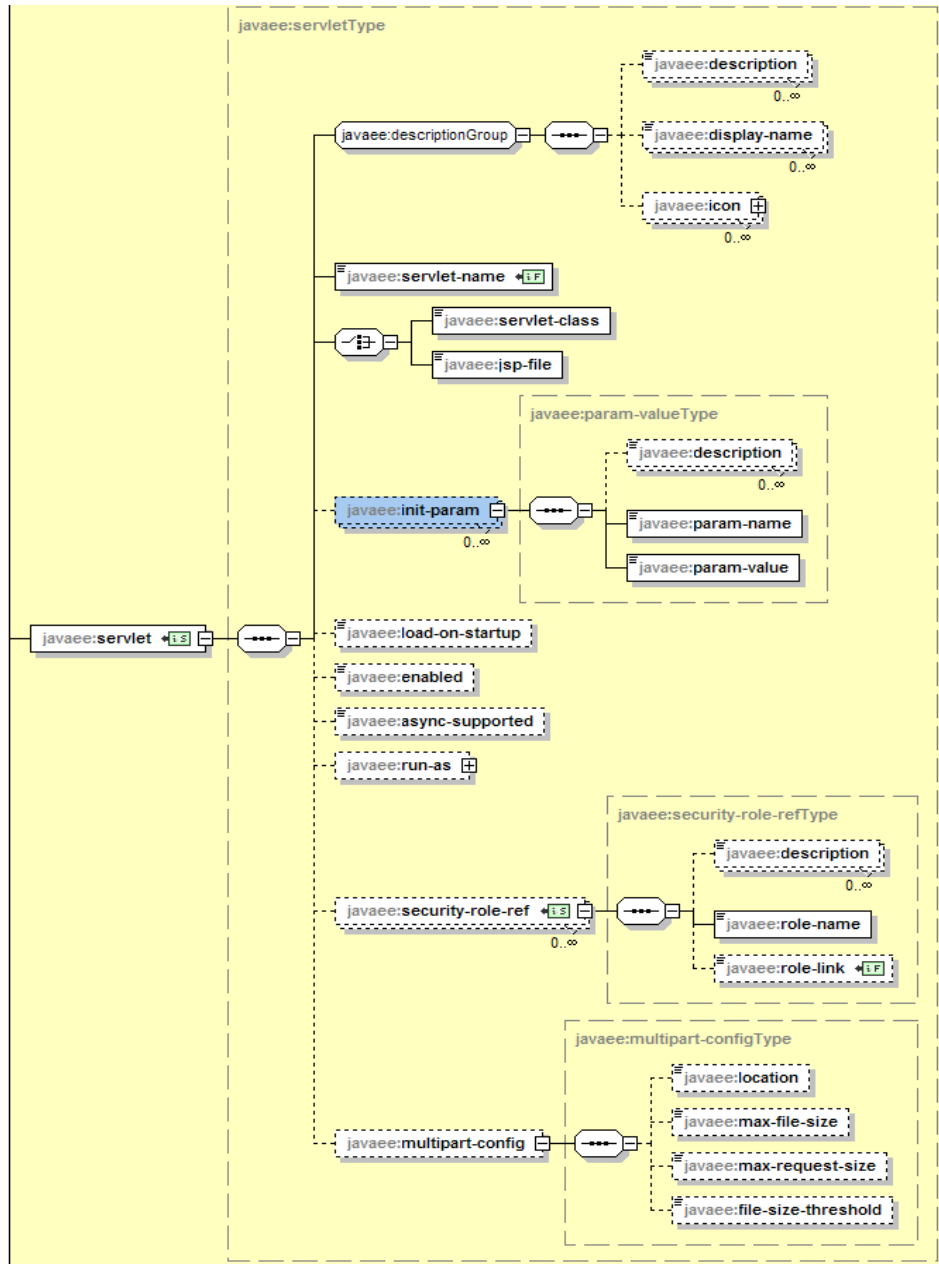 javaee:servletType
javaee:description
0..∞
javaee:descriptionGroup
javaee:display-name
0..∞
javaee:icon
0..∞
javaee:servlet-name iF
javaee:servlet-class
javaee:jsp-file
javaee:param-valueType
javaee:description
0..∞
javaee:init-param
0..∞
javaee:param-name
javaee:param-value
javaee:servlet iS
javaee:load-on-startup
javaee:enabled
javaee:async-supported
javaee:run-as
javaee:security-role-refType
javaee:description
0..∞
javaee:security-role-ref iS
0..∞
javaee:role-name
javaee:role-link iF
javaee:multipart-configType
javaee:location
javaee:max-file-size
javaee:multipart-config
javaee:max-request-size
javaee:file-size-threshold